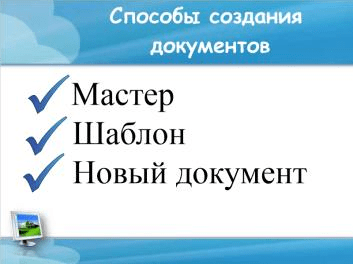 Способы создания
документов
Мастер
Шаблон
Новый документ